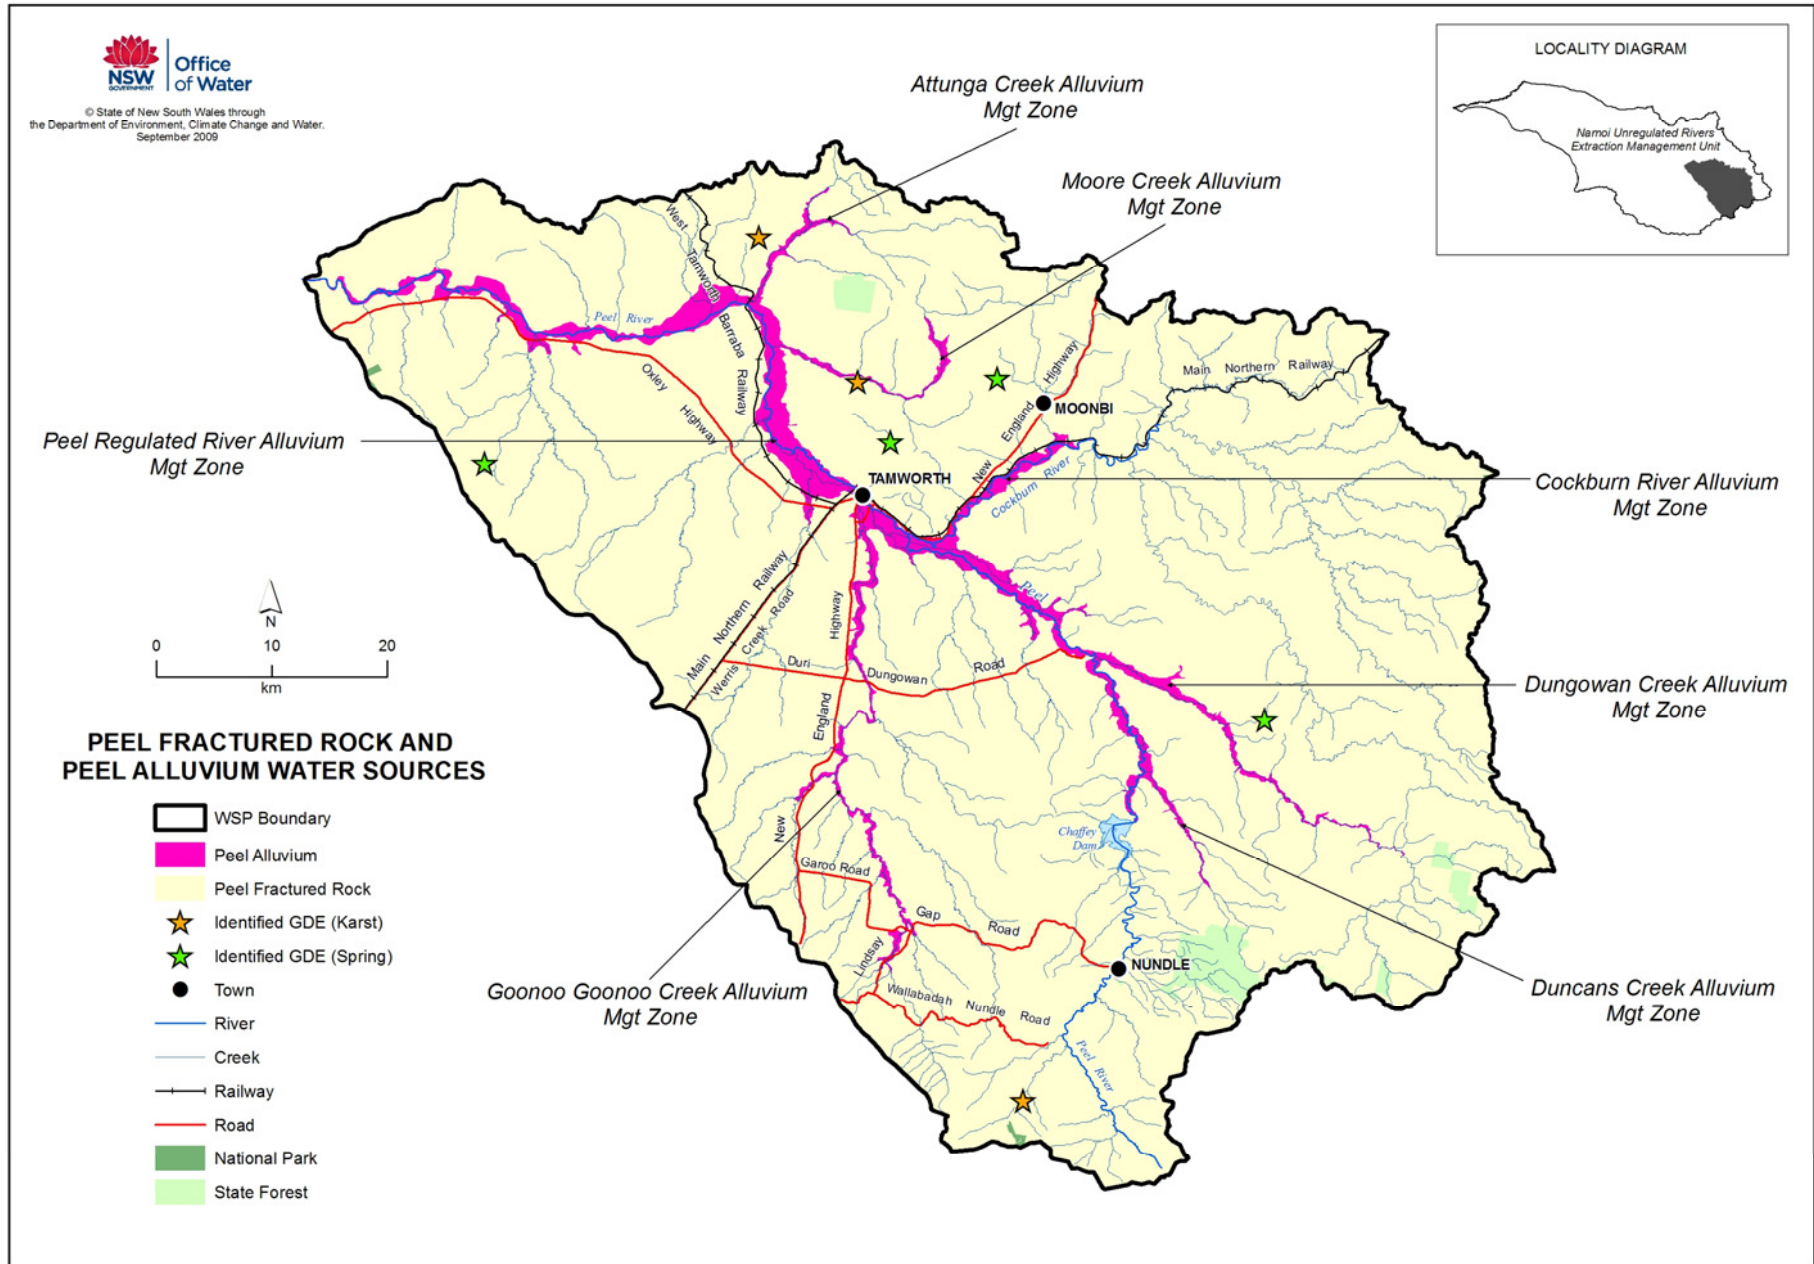 NSW
GOVERNMENT
Office
of Water
© State of New South Wales through
the Department of Environment, Climate Change and Water.
September 2009
LOCALITY DIAGRAM
Namoi Unregulated Rivers
Extraction Management Unit
Attunga Creek Alluvium
Mgt Zone
Moore Creek Alluvium
Mgt Zone
West Tamworth Barraba Railway
Peel River
Oxley Highway
New England Highway
Main Northern Railway
MOONBI
Peel Regulated River Alluvium
Mgt Zone
TAMWORTH
Cockburn River
Cockburn River Alluvium
Mgt Zone
Main Northern Railway
Werris Creek Road
New England Highway
Peel
Duri Dungowan Road
Dungowan Creek Alluvium
Mgt Zone
N
0 10 20
km
PEEL FRACTURED ROCK AND
PEEL ALLUVIUM WATER SOURCES
WSP Boundary
Peel Alluvium
Peel Fractured Rock
Identified GDE (Karst)
Identified GDE (Spring)
Town
River
Creek
Railway
Road
National Park
State Forest
Chaffey
Dam
Garoo Road
Lindsay Gap Road
NUNDLE
Goonoo Goonoo Creek Alluvium
Mgt Zone
Wallabadah Nundle Road
Duncans Creek Alluvium
Mgt Zone
Peel River